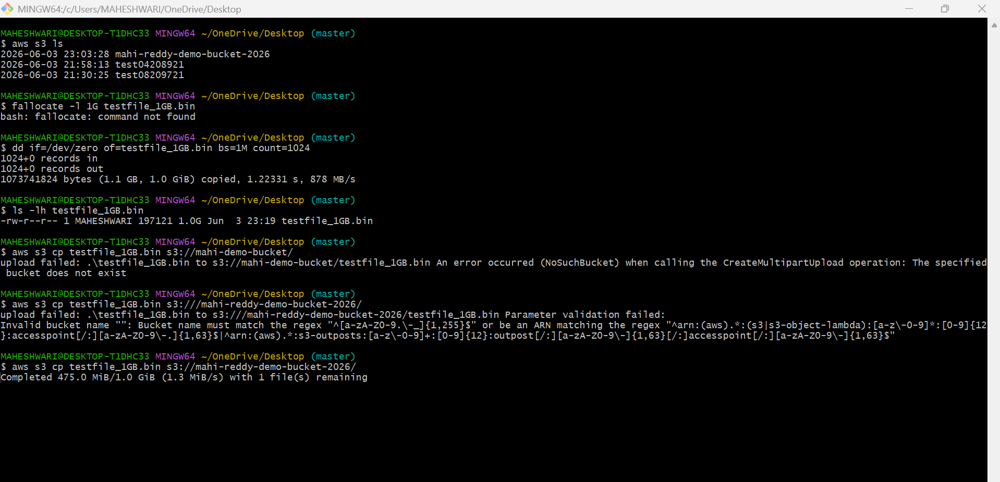 MINGW64:/c/Users/MAHESHWARI/OneDrive/Desktop
MAHESHWARI@DESKTOP-T1DHC33 MINGW64 ~/OneDrive/Desktop (master)
$ aws s3 ls
2026-06-03 23:03:28 mahi-reddy-demo-bucket-2026
2026-06-03 21:58:13 test04208921
2026-06-03 21:30:25 test08209721
MAHESHWARI@DESKTOP-T1DHC33 MINGW64 ~/OneDrive/Desktop (master)
$ fallocate -l 1G testfile_1GB.bin
bash: fallocate: command not found
MAHESHWARI@DESKTOP-T1DHC33 MINGW64 ~/OneDrive/Desktop (master)
$ dd if=/dev/zero of=testfile_1GB.bin bs=1M count=1024
1024+0 records in
1024+0 records out
1073741824 bytes (1.1 GB, 1.0 GiB) copied, 1.22331 s, 878 MB/s
MAHESHWARI@DESKTOP-T1DHC33 MINGW64 ~/OneDrive/Desktop (master)
$ ls -lh testfile_1GB.bin
-rw-r--r-- 1 MAHESHWARI 197121 1.0G Jun  3 23:19 testfile_1GB.bin
MAHESHWARI@DESKTOP-T1DHC33 MINGW64 ~/OneDrive/Desktop (master)
$ aws s3 cp testfile_1GB.bin s3://mahi-demo-bucket/
upload failed: .\testfile_1GB.bin to s3://mahi-demo-bucket/testfile_1GB.bin An error occurred (NoSuchBucket) when calling the CreateMultipartUpload operation: The specified
bucket does not exist
MAHESHWARI@DESKTOP-T1DHC33 MINGW64 ~/OneDrive/Desktop (master)
$ aws s3 cp testfile_1GB.bin s3:///mahi-reddy-demo-bucket-2026/
upload failed: .\testfile_1GB.bin to s3:///mahi-reddy-demo-bucket-2026/testfile_1GB.bin Parameter validation failed:
Invalid bucket name "": Bucket name must match the regex "^[a-zA-Z0-9.\-_]{1,255}$" or be an ARN matching the regex "^arn:(aws).*:(s3|s3-object-lambda):[a-z\-0-9]*:[0-9]{12
}:accesspoint[/:][a-zA-Z0-9\-.]{1,63}$|^arn:(aws).*:s3-outposts:[a-z\-0-9]+:[0-9]{12}:outpost[/:][a-zA-Z0-9\-]{1,63}[/:]accesspoint[/:][a-zA-Z0-9\-]{1,63}$"
MAHESHWARI@DESKTOP-T1DHC33 MINGW64 ~/OneDrive/Desktop (master)
$ aws s3 cp testfile_1GB.bin s3://mahi-reddy-demo-bucket-2026/
Completed 475.0 MiB/1.0 GiB (1.3 MiB/s) with 1 file(s) remaining